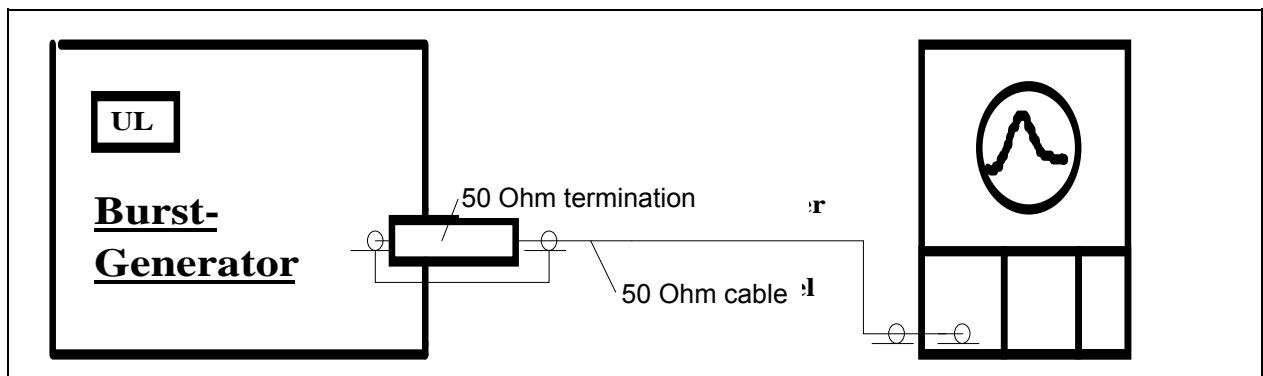 UL
Burst-
Generator
50 Ohm termination
50 Ohm cable